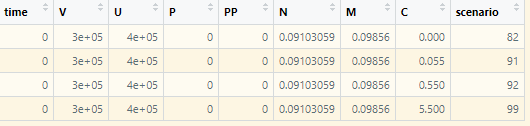 time V U P PP N M C scenario
0 3e+05 4e+05 0 0 0.09103059 0.09856 0.000 82
0 3e+05 4e+05 0 0 0.09103059 0.09856 0.055 91
0 3e+05 4e+05 0 0 0.09103059 0.09856 0.550 92
0 3e+05 4e+05 0 0 0.09103059 0.09856 5.500 99